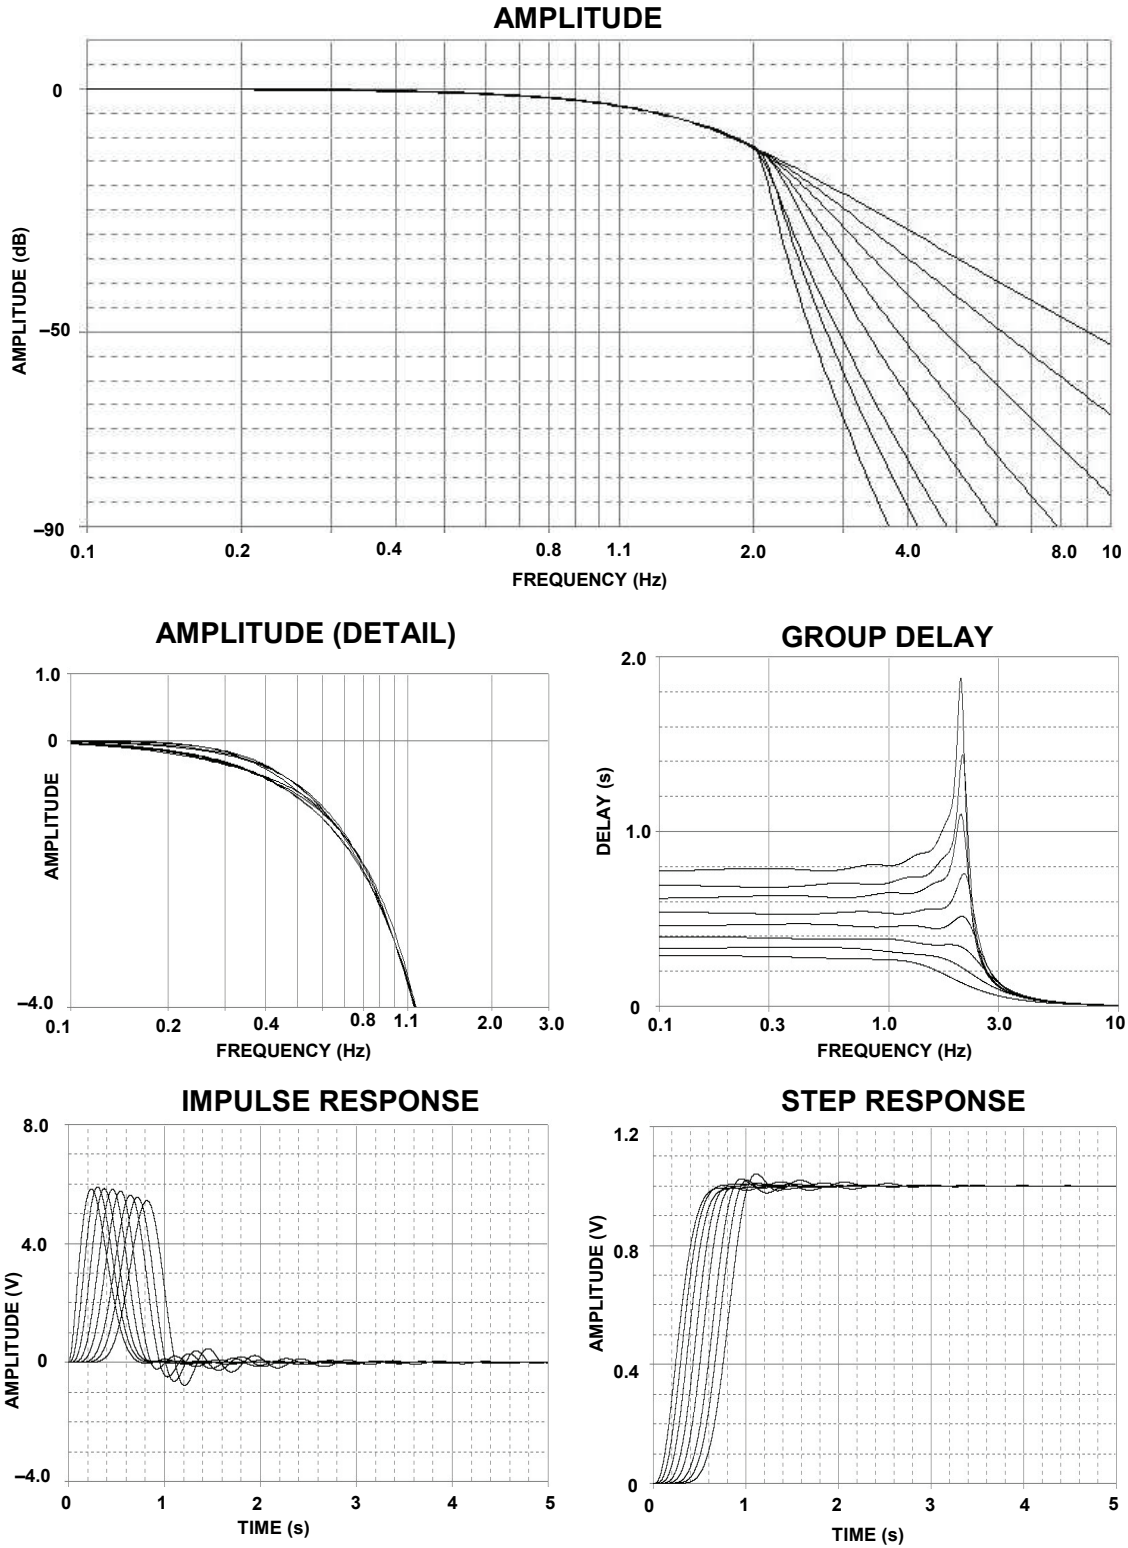 AMPLITUDE
0
–50
–90
AMPLITUDE (dB)
0.1 0.2 0.4 0.8 1.1 2.0 4.0 8.0 10
FREQUENCY (Hz)
AMPLITUDE (DETAIL)
1.0
0
–4.0
AMPLITUDE
0.1 0.2 0.4 0.8 1.1 2.0 3.0
FREQUENCY (Hz)
GROUP DELAY
2.0
1.0
0
DELAY (s)
0.1 0.3 1.0 3.0 10
FREQUENCY (Hz)
IMPULSE RESPONSE
8.0
4.0
0
–4.0
AMPLITUDE (V)
0 1 2 3 4 5
TIME (s)
STEP RESPONSE
1.2
0.8
0.4
0
AMPLITUDE (V)
0 1 2 3 4 5
TIME (s)